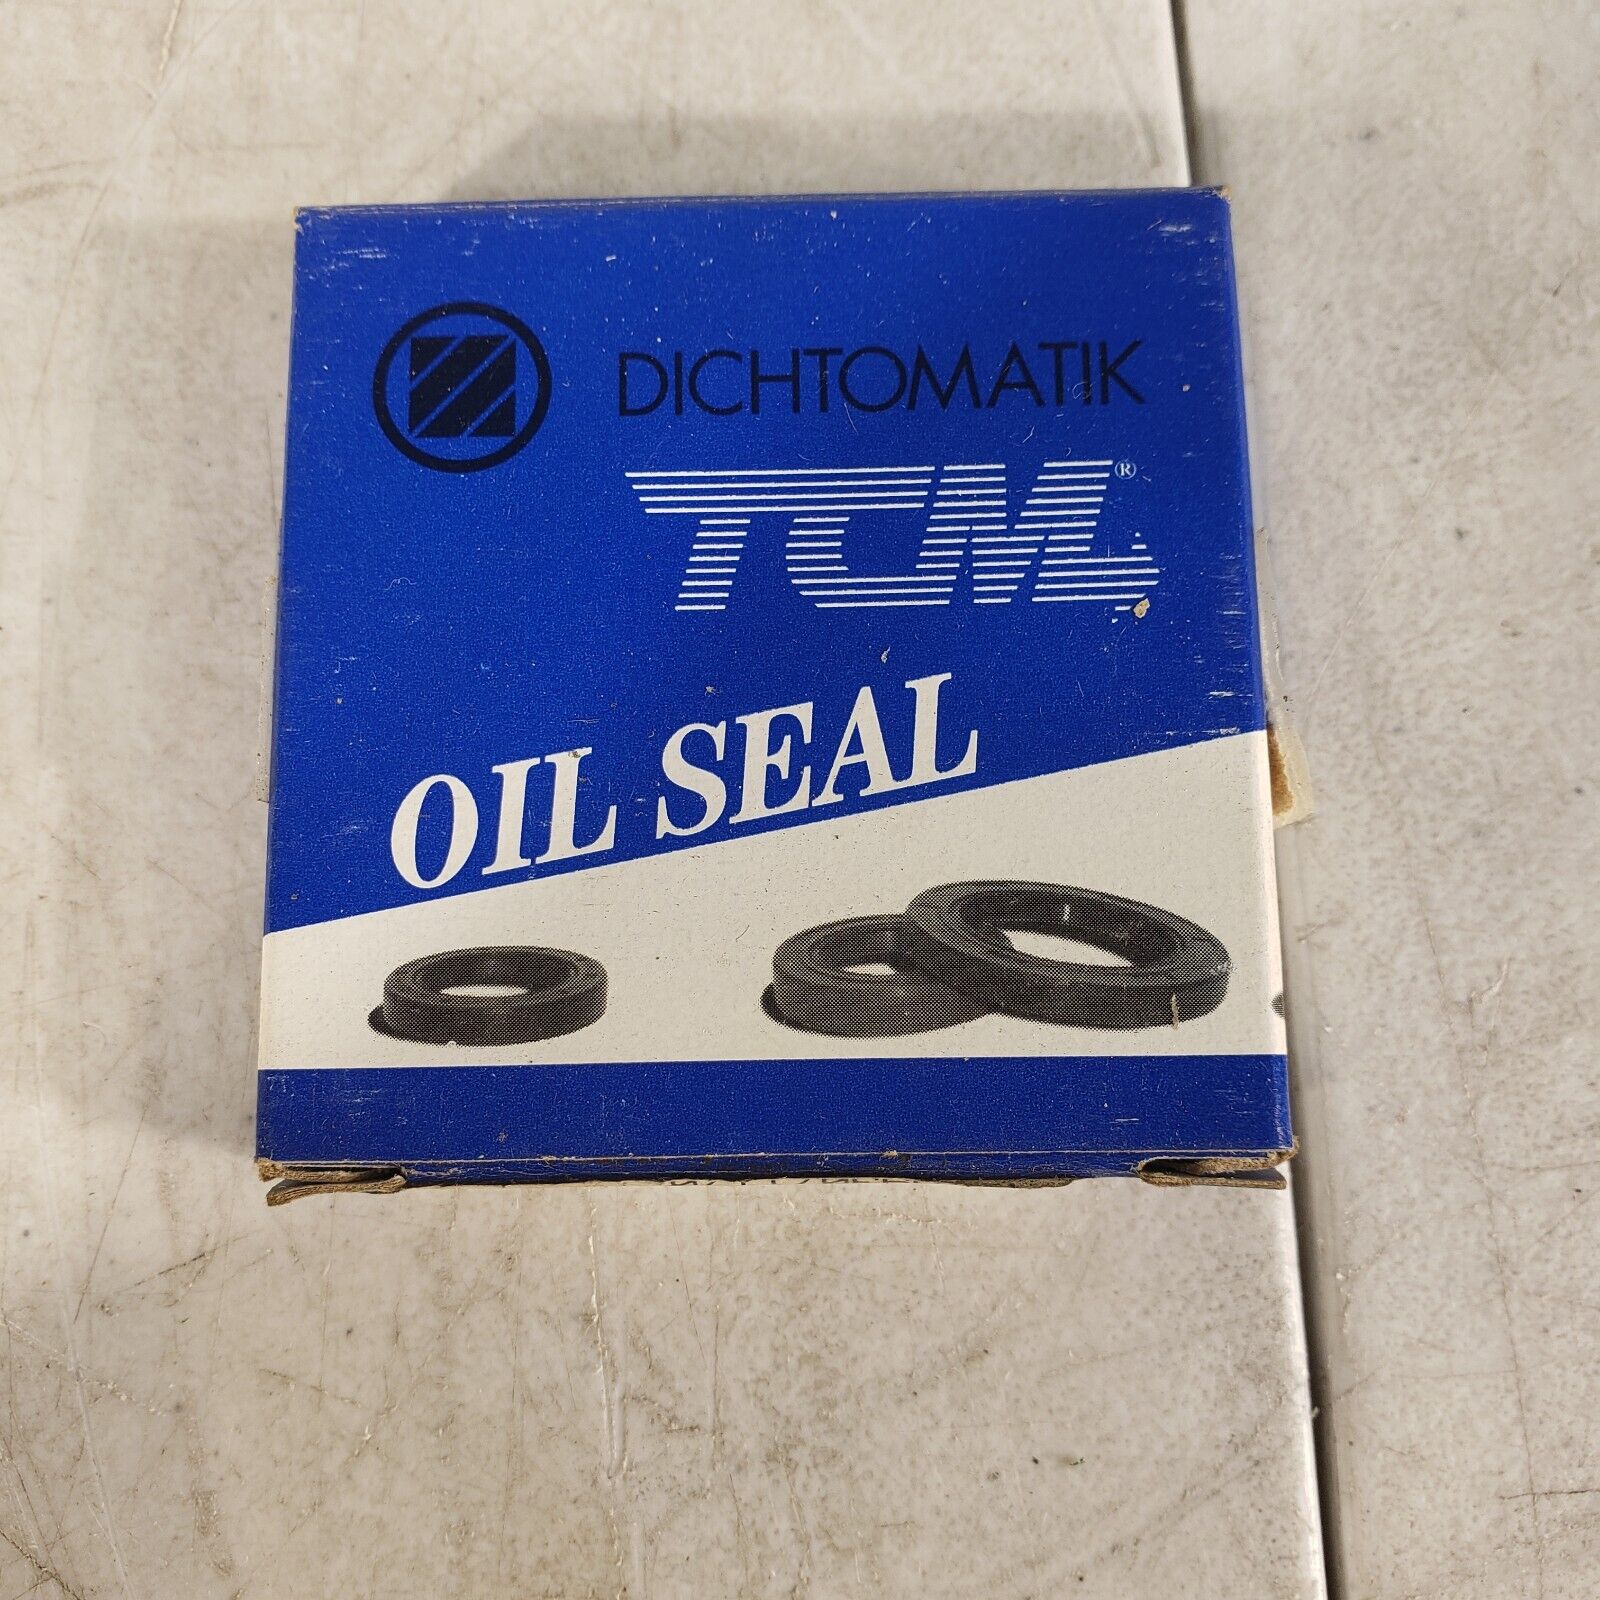 DICHTOMATIK
TCM®
OIL SEAL